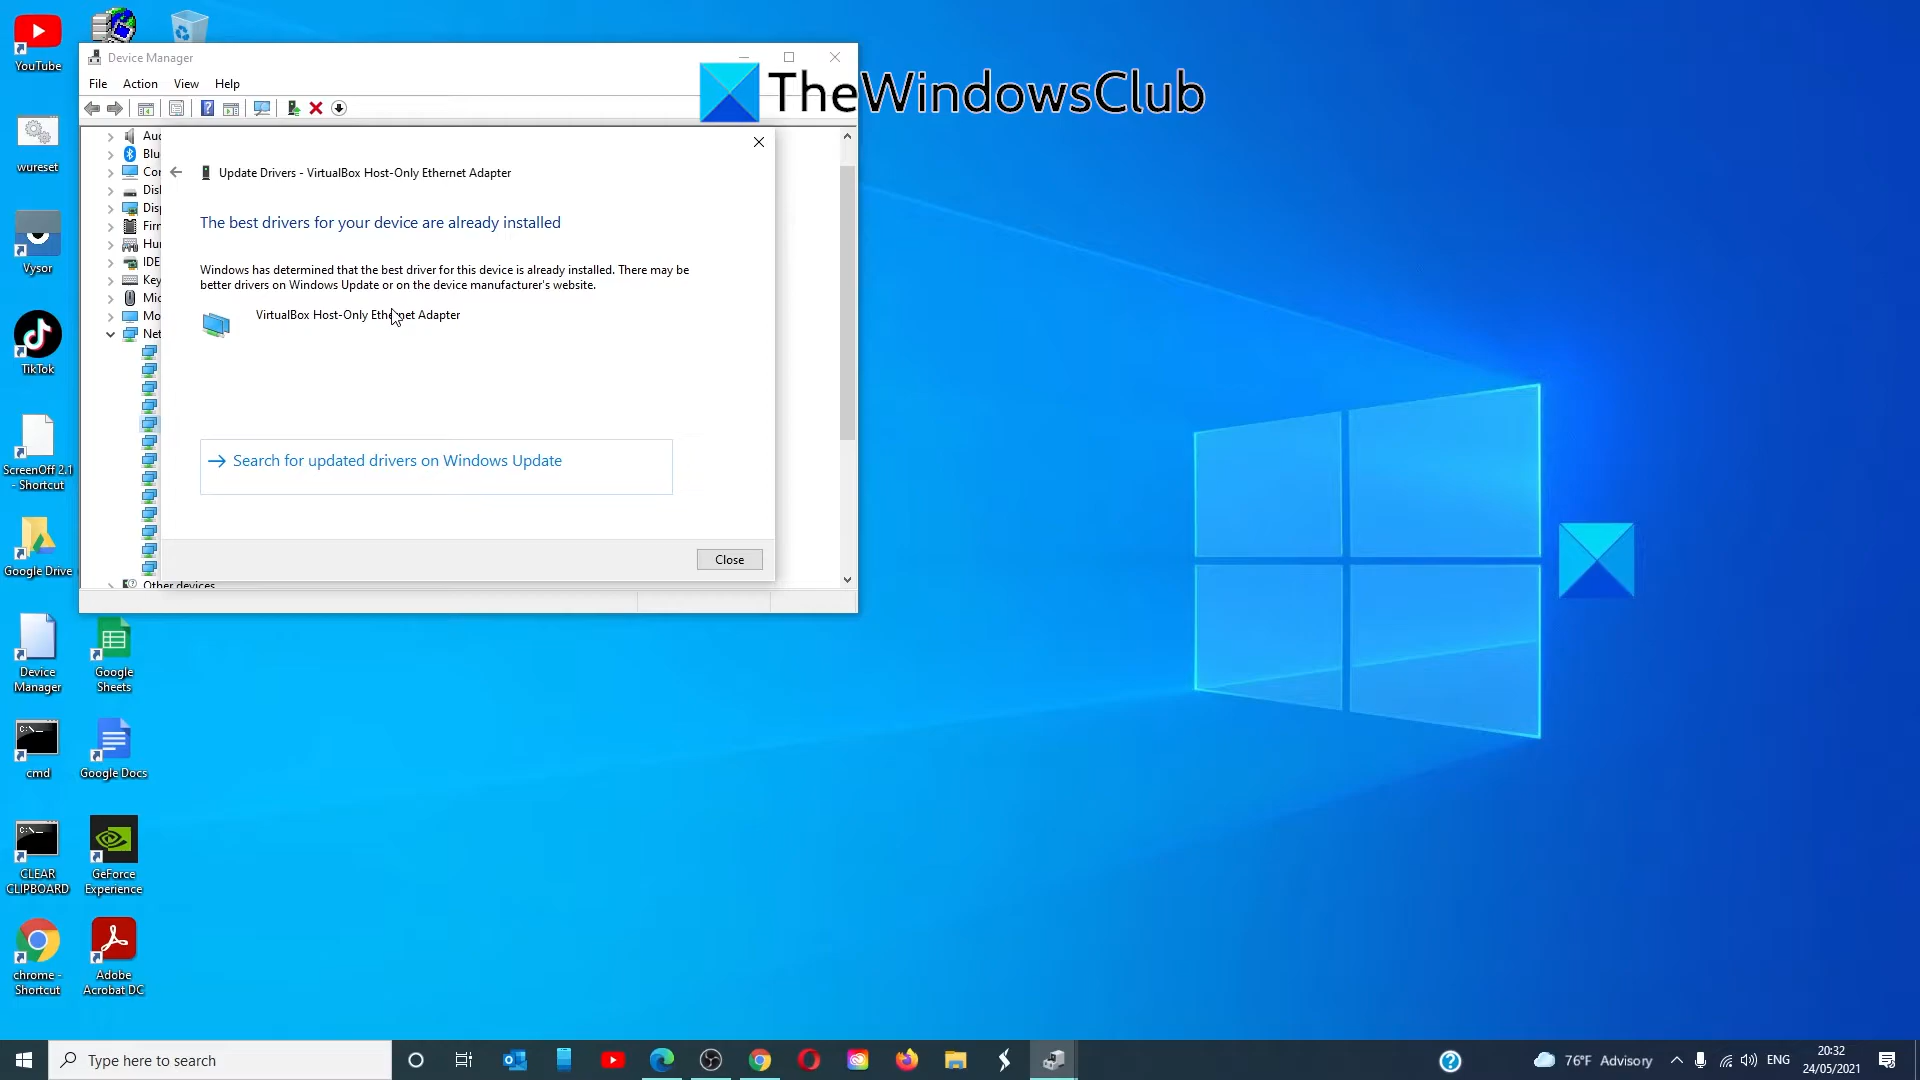 YouTube
wureset
Vysor
TikTok
ScreenOff 2.1
- Shortcut
Google Drive
Device
Manager
Google
Sheets
cmd
Google Docs
CLEAR
CLIPBOARD
GeForce
Experience
chrome -
Shortcut
Adobe
Acrobat DC
Device Manager
File Action View Help
TheWindowsClub
Update Drivers - VirtualBox Host-Only Ethernet Adapter
The best drivers for your device are already installed
Windows has determined that the best driver for this device is already installed. There may be
better drivers on Windows Update or on the device manufacturer's website.
VirtualBox Host-Only Ethernet Adapter
Search for updated drivers on Windows Update
Close
Other devices
Type here to search
76°F Advisory
ENG
20:32
24/05/2021